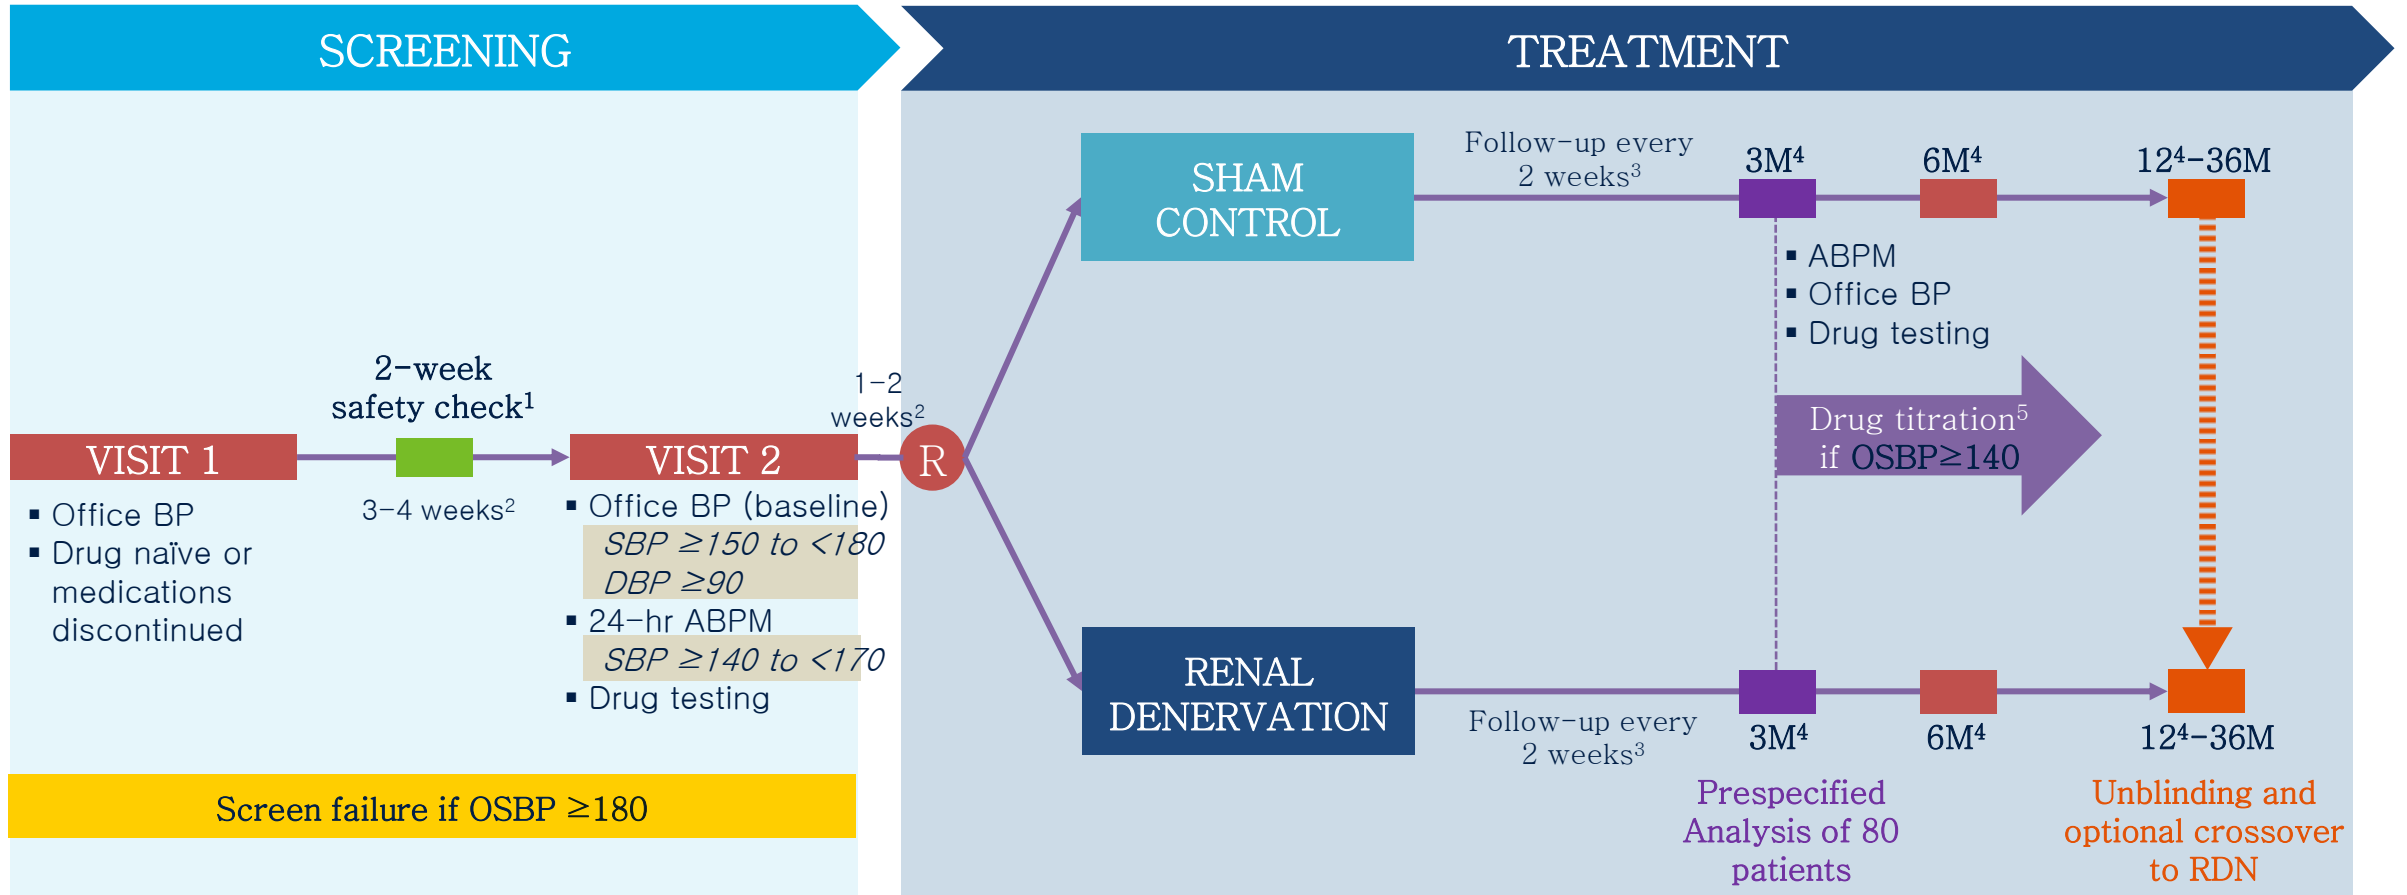 SCREENING
TREATMENT
2-week
safety check¹
VISIT 1
3-4 weeks²
▪ Office BP
▪ Drug naïve or
medications
discontinued
VISIT 2
▪ Office BP (baseline)
SBP ≥150 to <180
DBP ≥90
▪ 24-hr ABPM
SBP ≥140 to <170
▪ Drug testing
Screen failure if OSBP ≥180
1-2
weeks²
R
SHAM
CONTROL
Follow-up every
2 weeks³
3M⁴
6M⁴
12⁴-36M
▪ ABPM
▪ Office BP
▪ Drug testing
Drug titration⁵
if OSBP≥140
RENAL
DENERVATION
Follow-up every
2 weeks³
3M⁴
6M⁴
12⁴-36M
Prespecified
Analysis of 80
patients
Unblinding and
optional crossover
to RDN